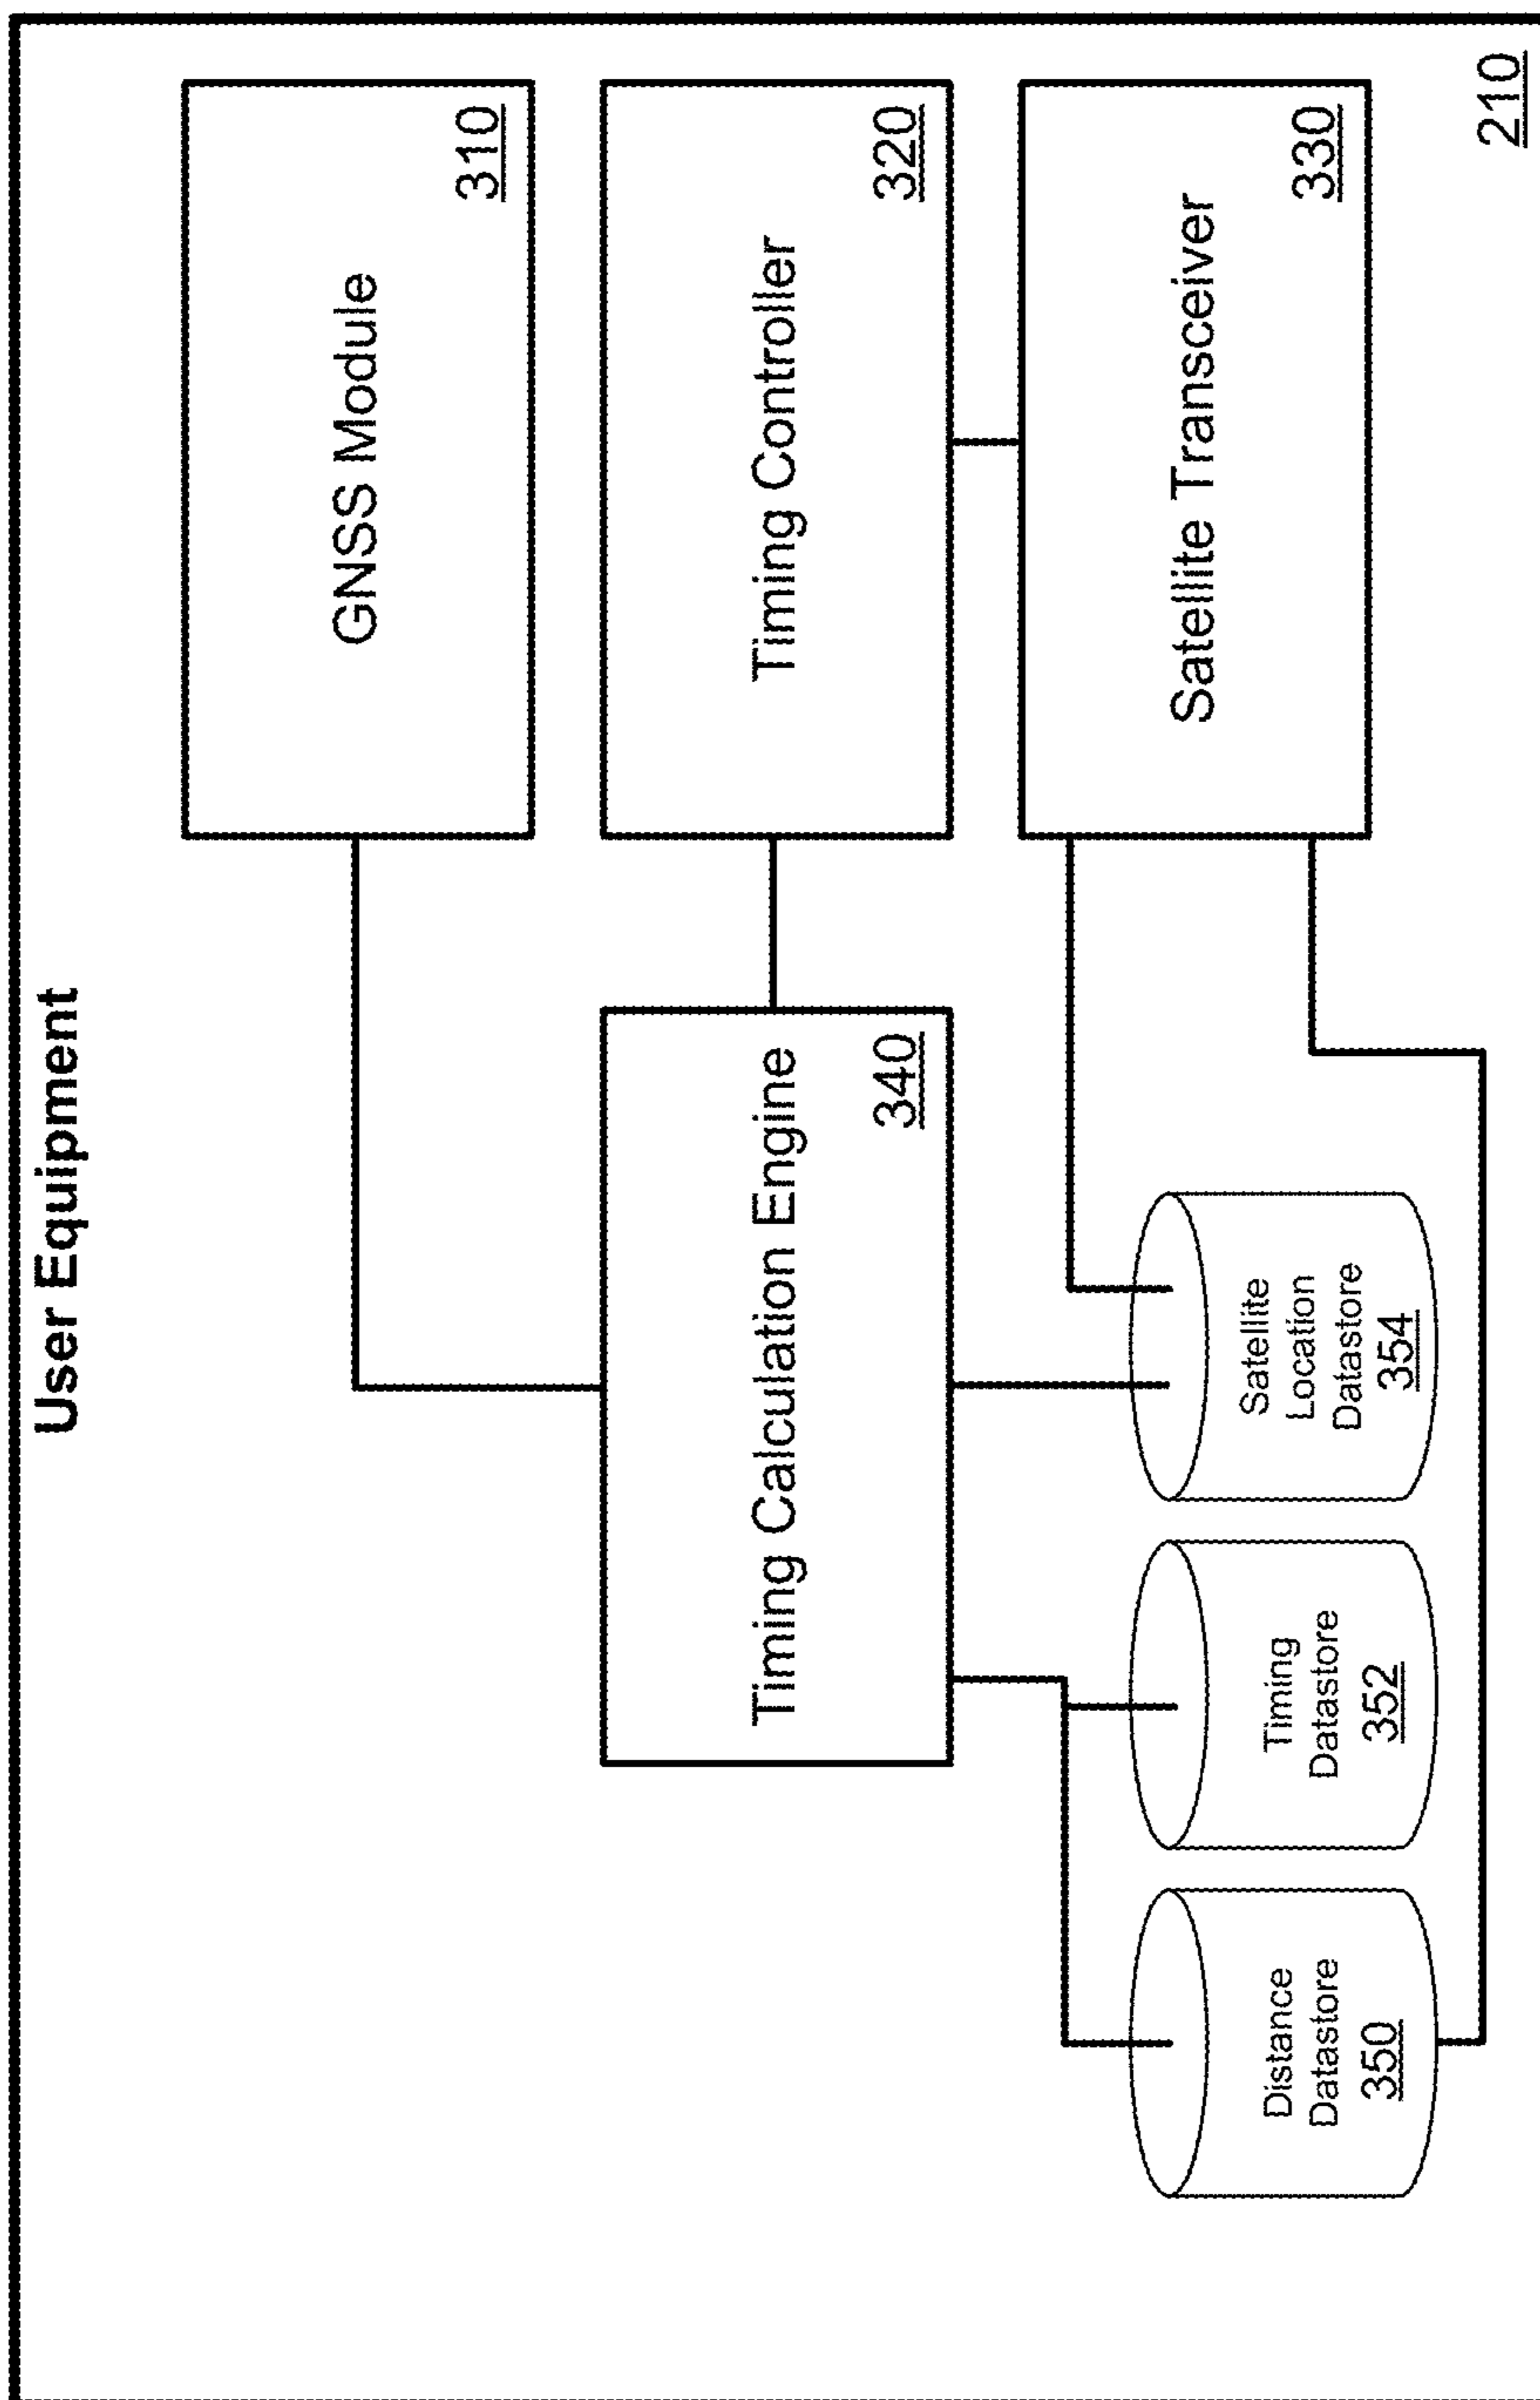 User Equipment
GNSS Module
310
Timing Calculation Engine
340
Timing Controller
320
Distance
Datastore
350
Timing
Datastore
352
Satellite
Location
Datastore
354
Satellite Transceiver
330
210